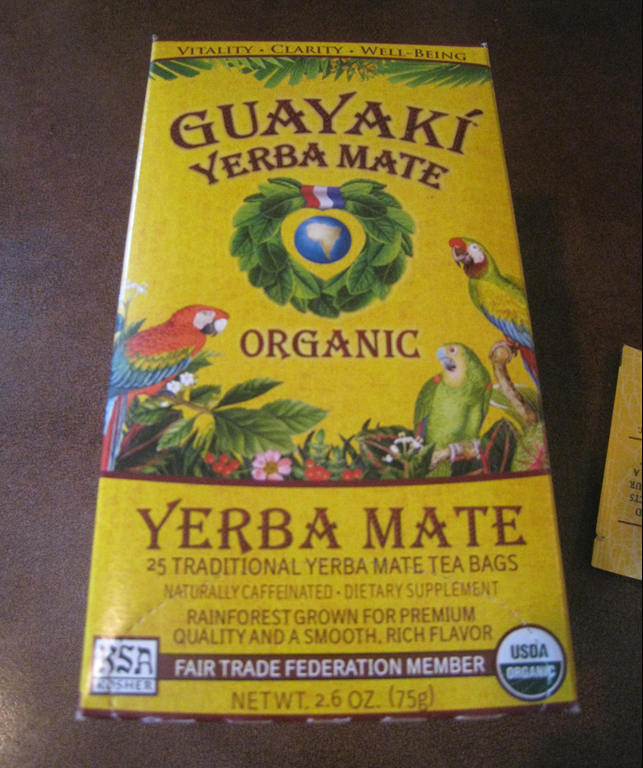 VITALITY • CLARITY • WELL-BEING
GUAYAKÍ
YERBA MATE
ORGANIC
YERBA MATE
25 TRADITIONAL YERBA MATE TEA BAGS
NATURALLY CAFFEINATED • DIETARY SUPPLEMENT
RAINFOREST GROWN FOR PREMIUM
QUALITY AND A SMOOTH, RICH FLAVOR
KSA
KOSHER
FAIR TRADE FEDERATION MEMBER
USDA
ORGANIC
NET WT. 2.6 OZ. (75g)